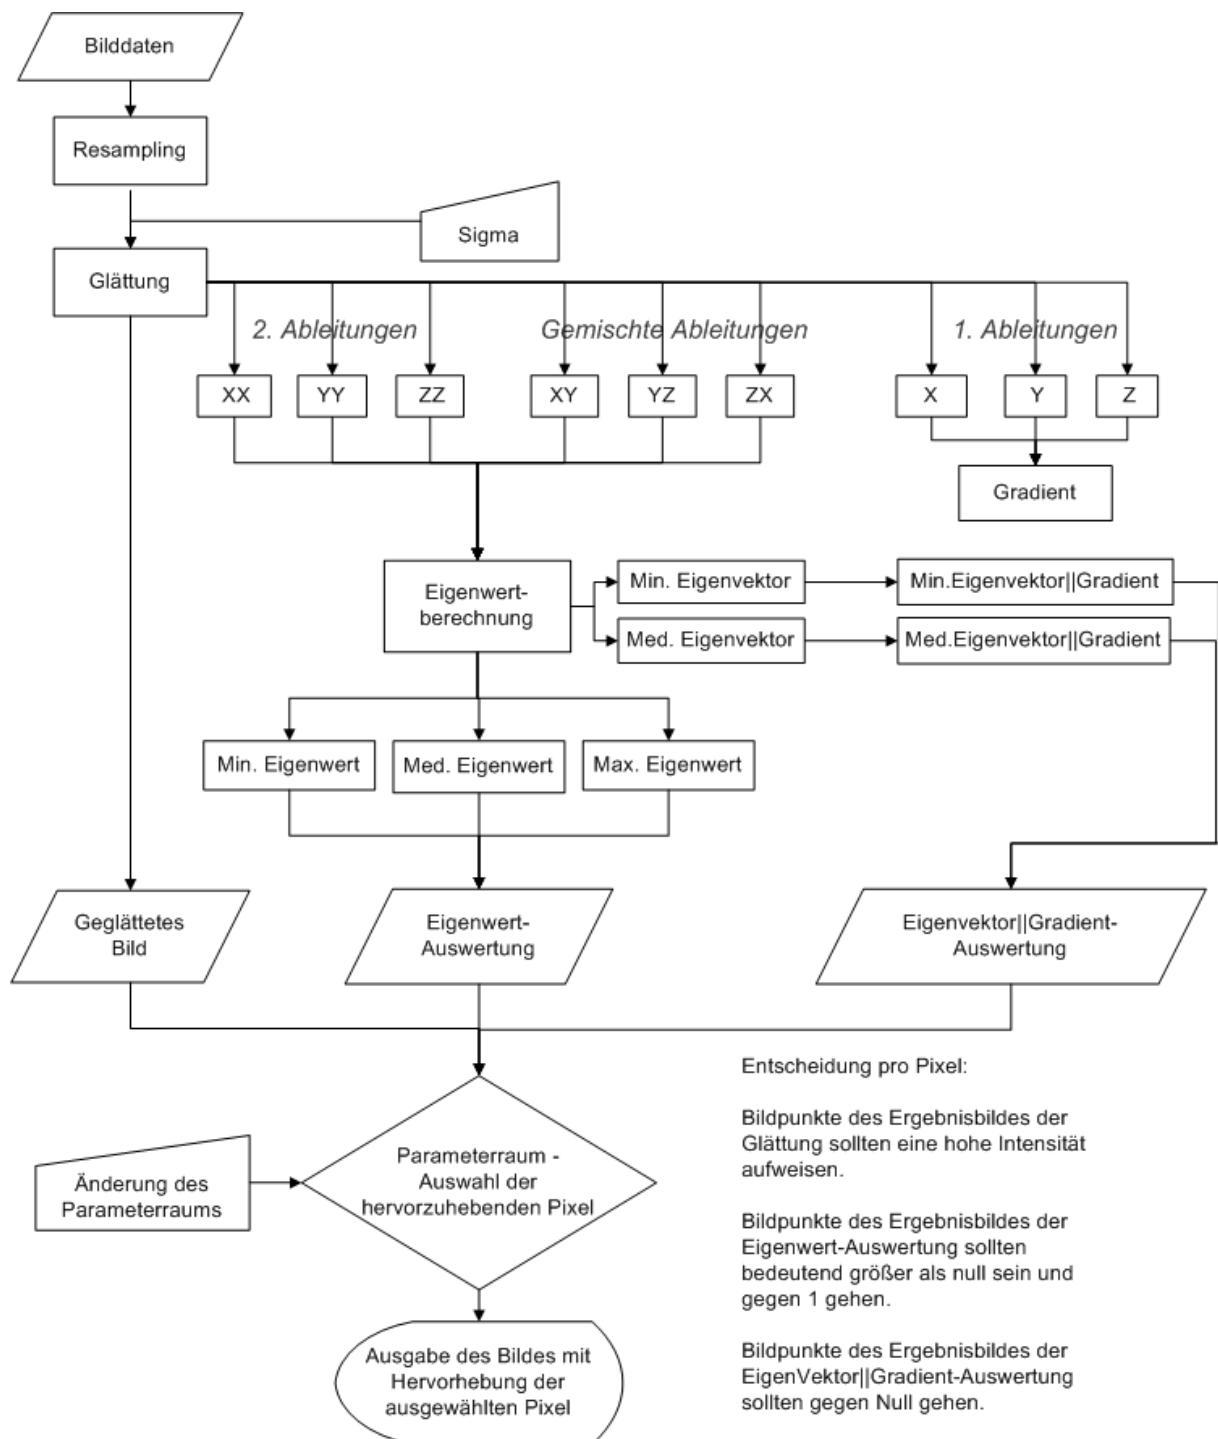 Bilddaten
Resampling
Sigma
Glättung
2. Ableitungen
Gemischte Ableitungen
1. Ableitungen
XX
YY
ZZ
XY
YZ
ZX
X
Y
Z
Gradient
Eigenwert-
berechnung
Min. Eigenvektor
Min.Eigenvektor||Gradient
Med. Eigenvektor
Med.Eigenvektor||Gradient
Min. Eigenwert
Med. Eigenwert
Max. Eigenwert
Geglättetes
Bild
Eigenwert-
Auswertung
Eigenvektor||Gradient-
Auswertung
Änderung des
Parameterraums
Parameterraum -
Auswahl der
hervorzuhebenden Pixel
Ausgabe des Bildes mit
Hervorhebung der
ausgewählten Pixel
Entscheidung pro Pixel:
Bildpunkte des Ergebnisbildes der
Glättung sollten eine hohe Intensität
aufweisen.
Bildpunkte des Ergebnisbildes der
Eigenwert-Auswertung sollten
bedeutend größer als null sein und
gegen 1 gehen.
Bildpunkte des Ergebnisbildes der
EigenVektor||Gradient-Auswertung
sollten gegen Null gehen.